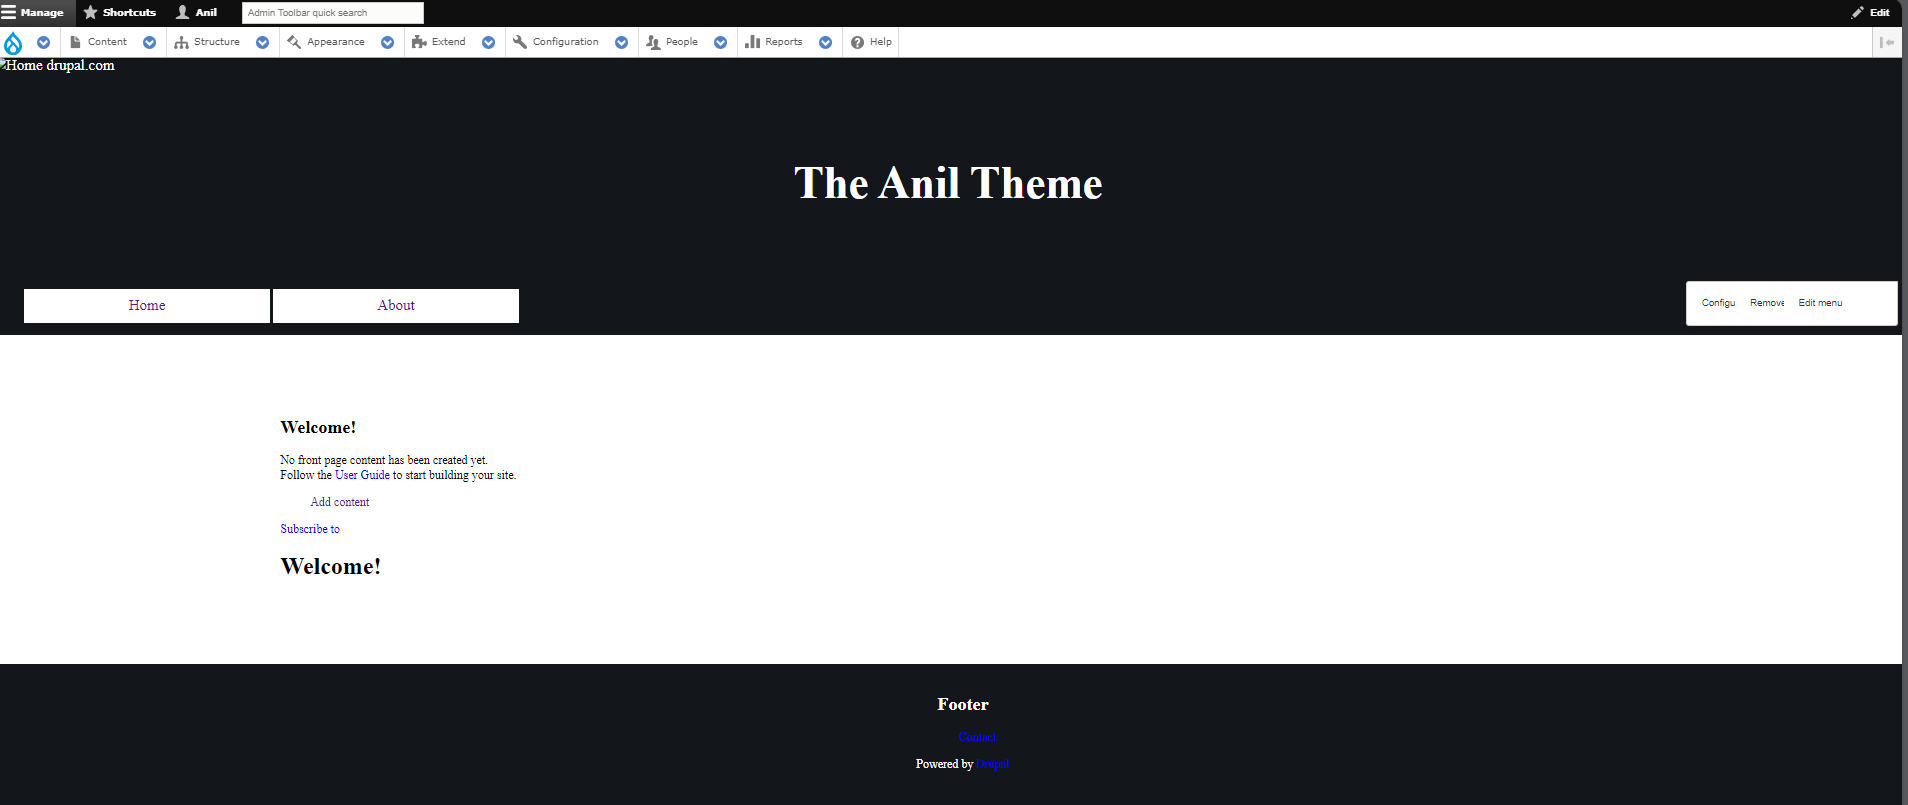 Manage Shortcuts Anil Admin Toolbar quick search Edit
Content Structure Appearance Extend Configuration People Reports Help
Home drupal.com
The Anil Theme
Home About
Configu Remove Edit menu
Welcome!
No front page content has been created yet.
Follow the User Guide to start building your site.
Add content
Subscribe to
Welcome!
Footer
Contact
Powered by Drupal